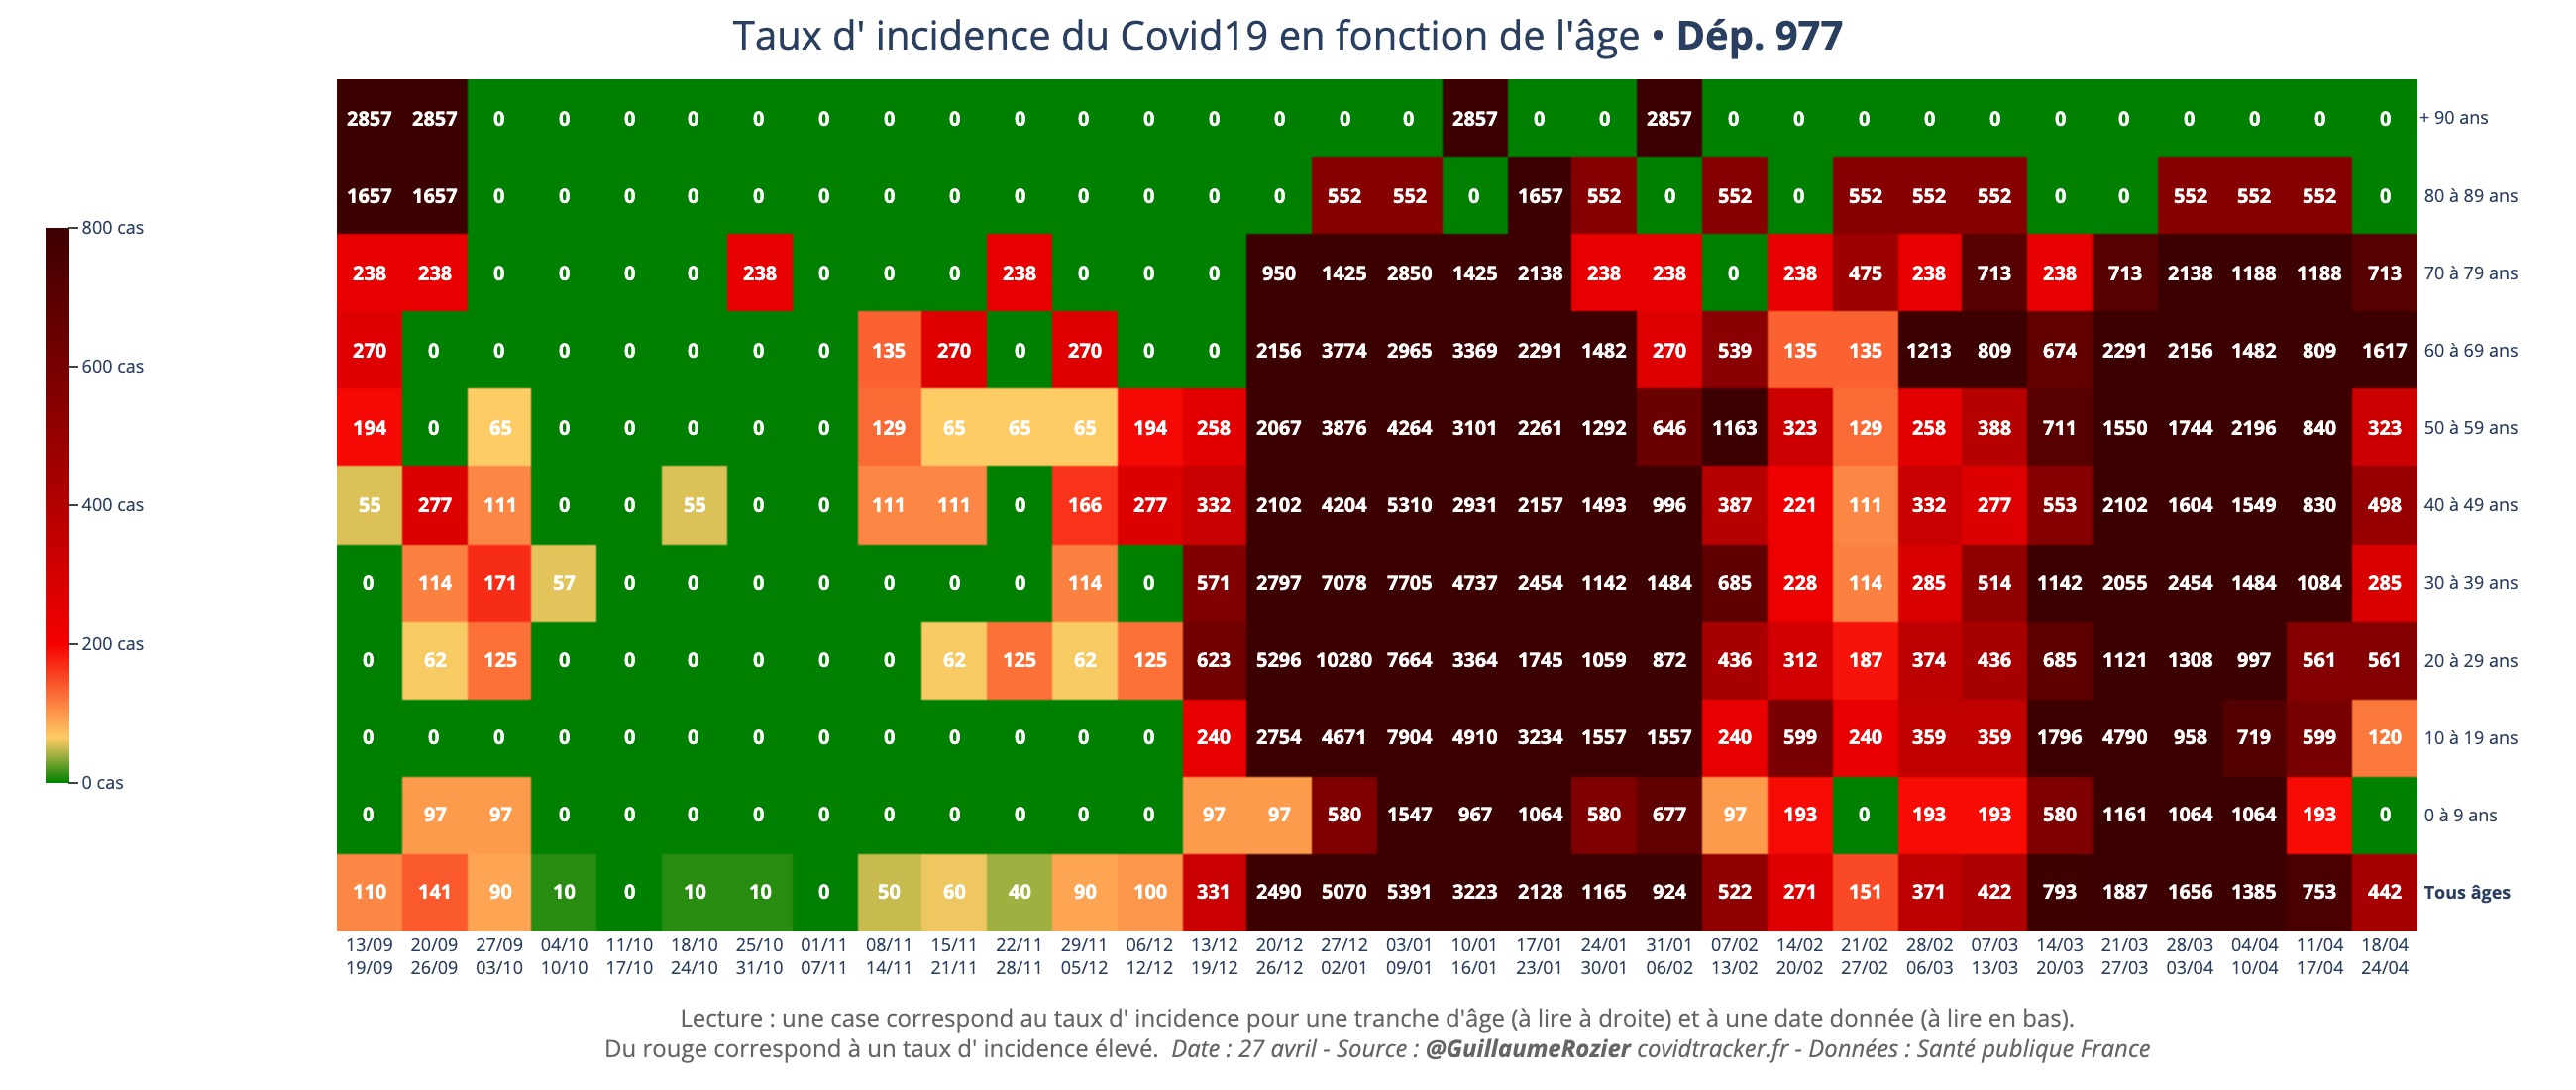 Taux d' incidence du Covid19 en fonction de l'âge • Dép. 977
2857 2857 0 0 0 0 0 0 0 0 0 0 0 0 0 0 0 2857 0 0 2857 0 0 0 0 0 0 0 0 0 0 0 + 90 ans
1657 1657 0 0 0 0 0 0 0 0 0 0 0 0 0 552 552 0 1657 552 0 552 0 552 552 552 0 0 552 552 552 0 80 à 89 ans
800 cas
238 238 0 0 0 0 238 0 0 0 238 0 0 0 950 1425 2850 1425 2138 238 238 0 238 475 238 713 238 713 2138 1188 1188 713 70 à 79 ans
270 0 0 0 0 0 0 0 135 270 0 270 0 0 2156 3774 2965 3369 2291 1482 270 539 135 135 1213 809 674 2291 2156 1482 809 1617 60 à 69 ans
600 cas
194 0 65 0 0 0 0 0 129 65 65 65 194 258 2067 3876 4264 3101 2261 1292 646 1163 323 129 258 388 711 1550 1744 2196 840 323 50 à 59 ans
400 cas
55 277 111 0 0 55 0 0 111 111 0 166 277 332 2102 4204 5310 2931 2157 1493 996 387 221 111 332 277 553 2102 1604 1549 830 498 40 à 49 ans
0 114 171 57 0 0 0 0 0 0 0 114 0 571 2797 7078 7705 4737 2454 1142 1484 685 228 114 285 514 1142 2055 2454 1484 1084 285 30 à 39 ans
200 cas
0 62 125 0 0 0 0 0 0 62 125 62 125 623 5296 10280 7664 3364 1745 1059 872 436 312 187 374 436 685 1121 1308 997 561 561 20 à 29 ans
0 0 0 0 0 0 0 0 0 0 0 0 0 240 2754 4671 7904 4910 3234 1557 1557 240 599 240 359 359 1796 4790 958 719 599 120 10 à 19 ans
0 cas
0 97 97 0 0 0 0 0 0 0 0 0 0 97 97 580 1547 967 1064 580 677 97 193 0 193 193 580 1161 1064 1064 193 0 0 à 9 ans
110 141 90 10 0 10 10 0 50 60 40 90 100 331 2490 5070 5391 3223 2128 1165 924 522 271 151 371 422 793 1887 1656 1385 753 442 Tous âges
13/09 20/09 27/09 04/10 11/10 18/10 25/10 01/11 08/11 15/11 22/11 29/11 06/12 13/12 20/12 27/12 03/01 10/01 17/01 24/01 31/01 07/02 14/02 21/02 28/02 07/03 14/03 21/03 28/03 04/04 11/04 18/04
19/09 26/09 03/10 10/10 17/10 24/10 31/10 07/11 14/11 21/11 28/11 05/12 12/12 19/12 26/12 02/01 09/01 16/01 23/01 30/01 06/02 13/02 20/02 27/02 06/03 13/03 20/03 27/03 03/04 10/04 17/04 24/04
Lecture : une case correspond au taux d' incidence pour une tranche d'âge (à lire à droite) et à une date donnée (à lire en bas).
Du rouge correspond à un taux d' incidence élevé. Date : 27 avril - Source : @GuillaumeRozier covidtracker.fr - Données : Santé publique France